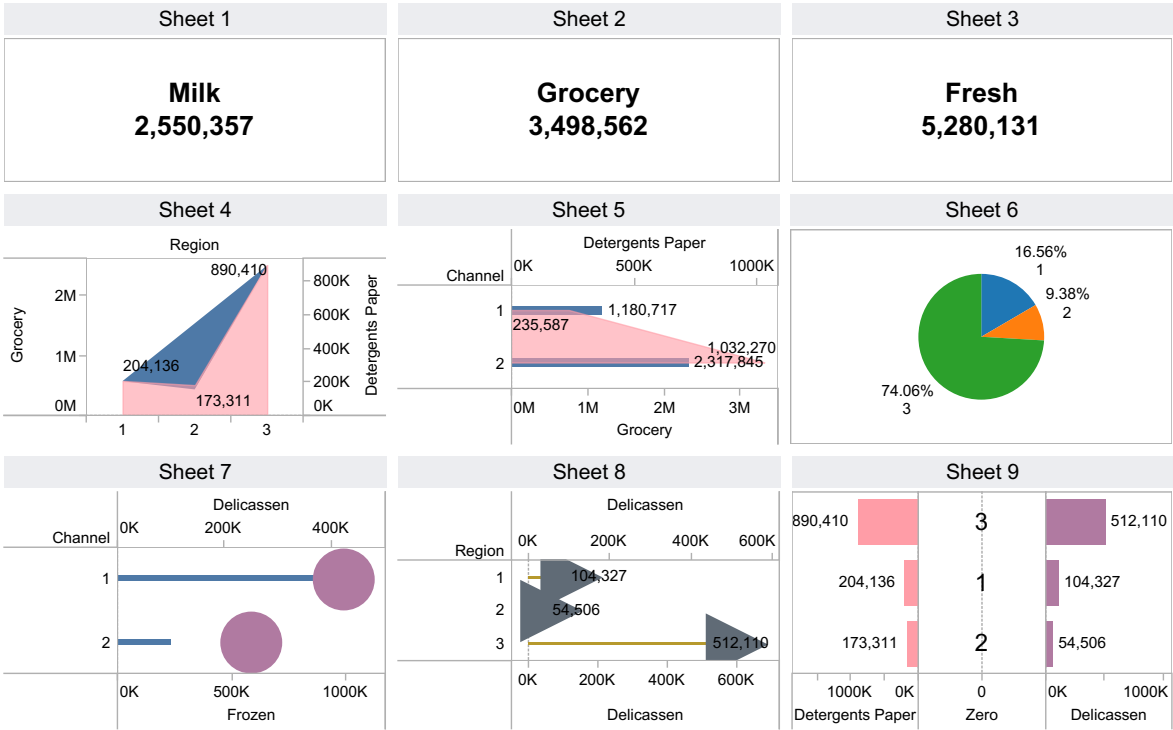 Sheet 1
Milk
2,550,357
Sheet 2
Grocery
3,498,562
Sheet 3
Fresh
5,280,131
Sheet 4
Region
890,410
204,136
173,311
2M
1M
0M
Grocery
800K
600K
400K
200K
0K
Detergents Paper
1 2 3
Sheet 5
Detergents Paper
Channel
0K 500K 1000K
1
1,180,717
235,587
1,032,270
2
2,317,845
0M 1M 2M 3M
Grocery
Sheet 6
16.56%
1
9.38%
2
74.06%
3
Sheet 7
Delicassen
Channel
0K 200K 400K
1
2
0K 500K 1000K
Frozen
Sheet 8
Delicassen
Region
0K 200K 400K 600K
1 104,327
2 54,506
3 512,110
0K 200K 400K 600K
Delicassen
Sheet 9
890,410 3 512,110
204,136 1 104,327
173,311 2 54,506
1000K 0K 0 0K 1000K
Detergents Paper Zero Delicassen